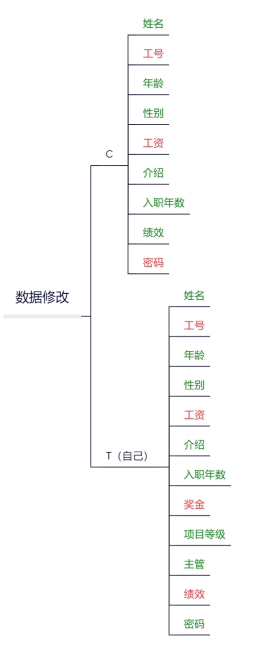 数据修改
C
姓名
工号
年龄
性别
工资
介绍
入职年数
绩效
密码
T（自己）
姓名
工号
年龄
性别
工资
介绍
入职年数
奖金
项目等级
主管
绩效
密码